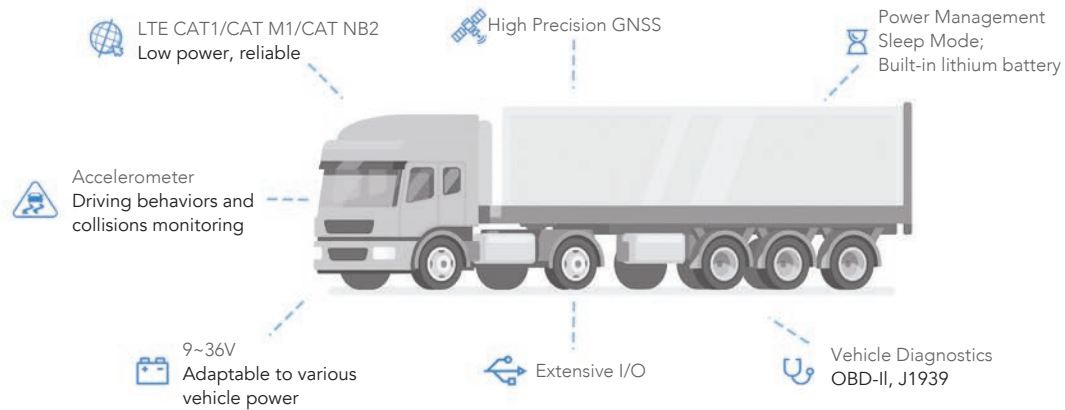 LTE CAT1/CAT M1/CAT NB2
Low power, reliable
High Precision GNSS
Power Management
Sleep Mode;
Built-in lithium battery
Accelerometer
Driving behaviors and
collisions monitoring
9~36V
Adaptable to various
vehicle power
Extensive I/O
Vehicle Diagnostics
OBD-II, J1939